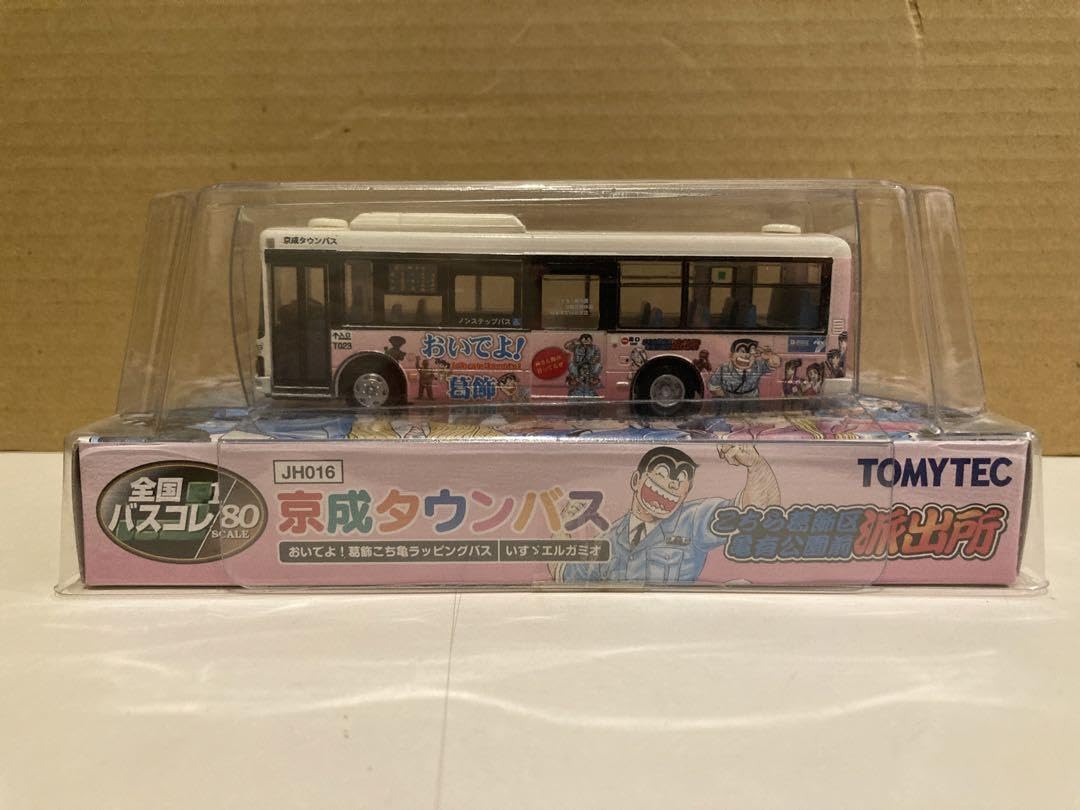 京成タウンバス
ノンステップバス
T023
おいでよ!
葛飾
JH016
TOMYTEC
全国
バスコレ
1/80
SCALE
京成タウンバス
こちら葛飾区
亀有公園前
派出所
おいでよ!葛飾こち亀ラッピングバス
いすゞエルガミオ